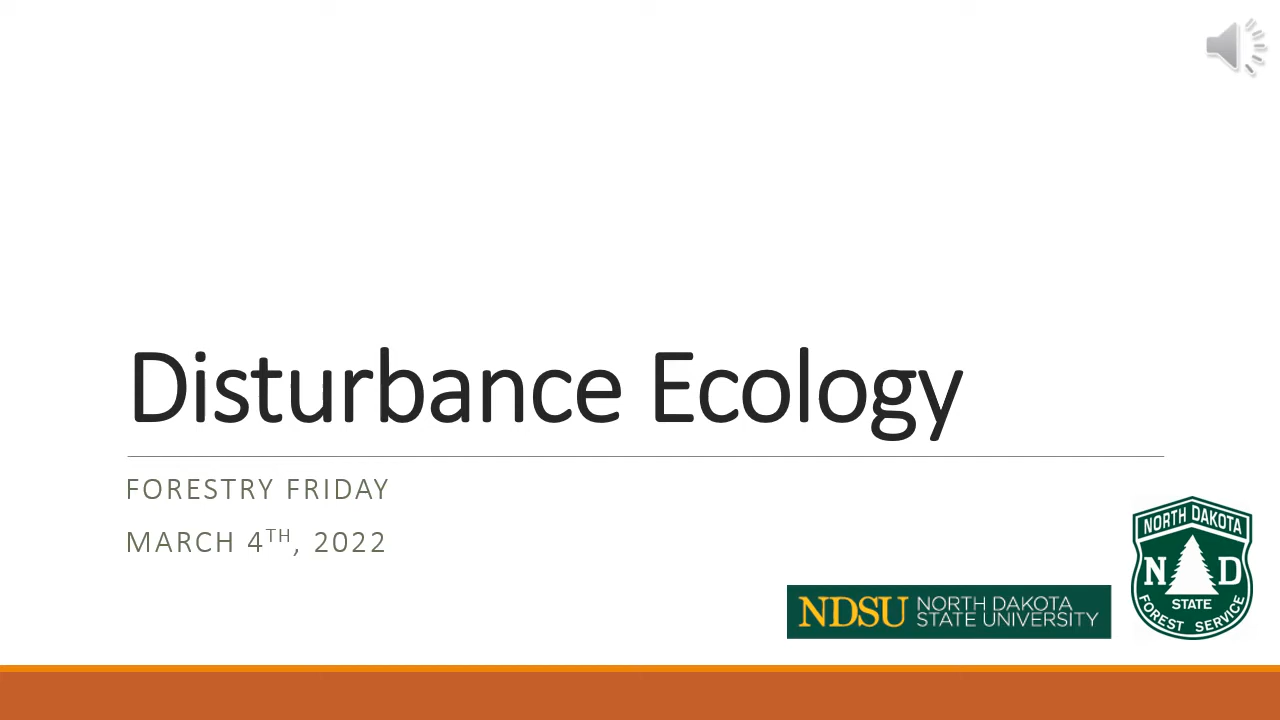 Disturbance Ecology
FORESTRY FRIDAY
MARCH 4TH, 2022
NDSU NORTH DAKOTA
STATE UNIVERSITY
NORTH DAKOTA
N D
STATE
FOREST SERVICE